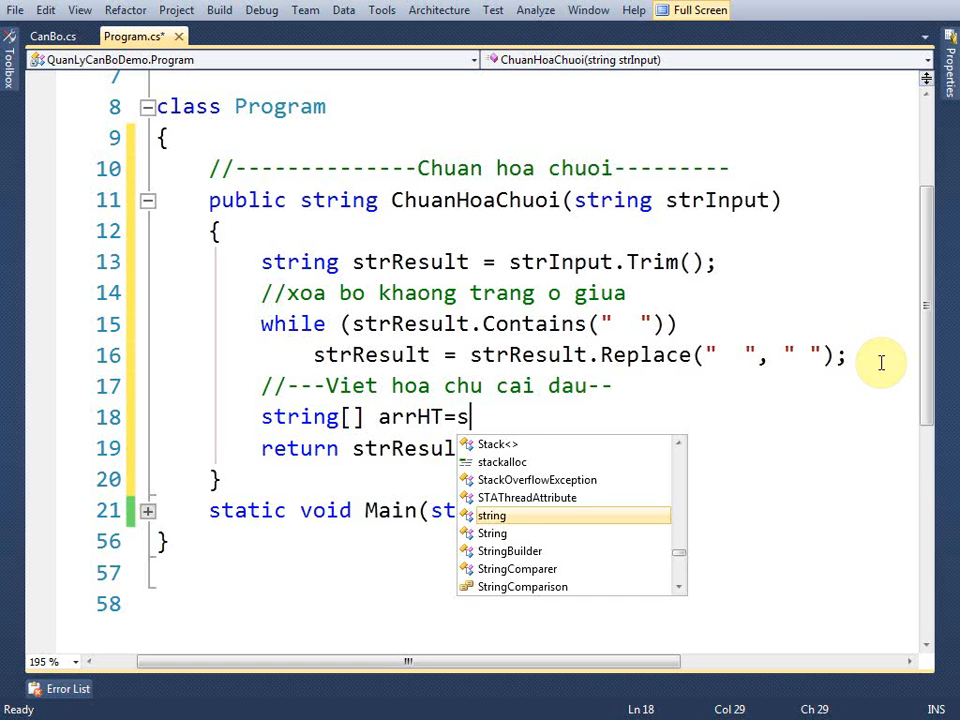 File Edit View Refactor Project Build Debug Team Data Tools Architecture Test Analyze Window Help Full Screen
CanBo.cs Program.cs*
QuanLyCanBoDemo.Program ChuanHoaChuoi(string strInput)
Toolbox
Properties
7
8 class Program
9 {
10 //--------------Chuan hoa chuoi---------
11 public string ChuanHoaChuoi(string strInput)
12 {
13 string strResult = strInput.Trim();
14 //xoa bo khaong trang o giua
15 while (strResult.Contains("  "))
16 strResult = strResult.Replace("  ", " ");
17 //---Viet hoa chu cai dau--
18 string[] arrHT=s
19 return strResul
20 }
21 static void Main(st
56 }
57
58
Stack<>
stackalloc
StackOverflowException
STAThreadAttribute
string
String
StringBuilder
StringComparer
StringComparison
195 %
Error List
Ready Ln 18 Col 29 Ch 29 INS